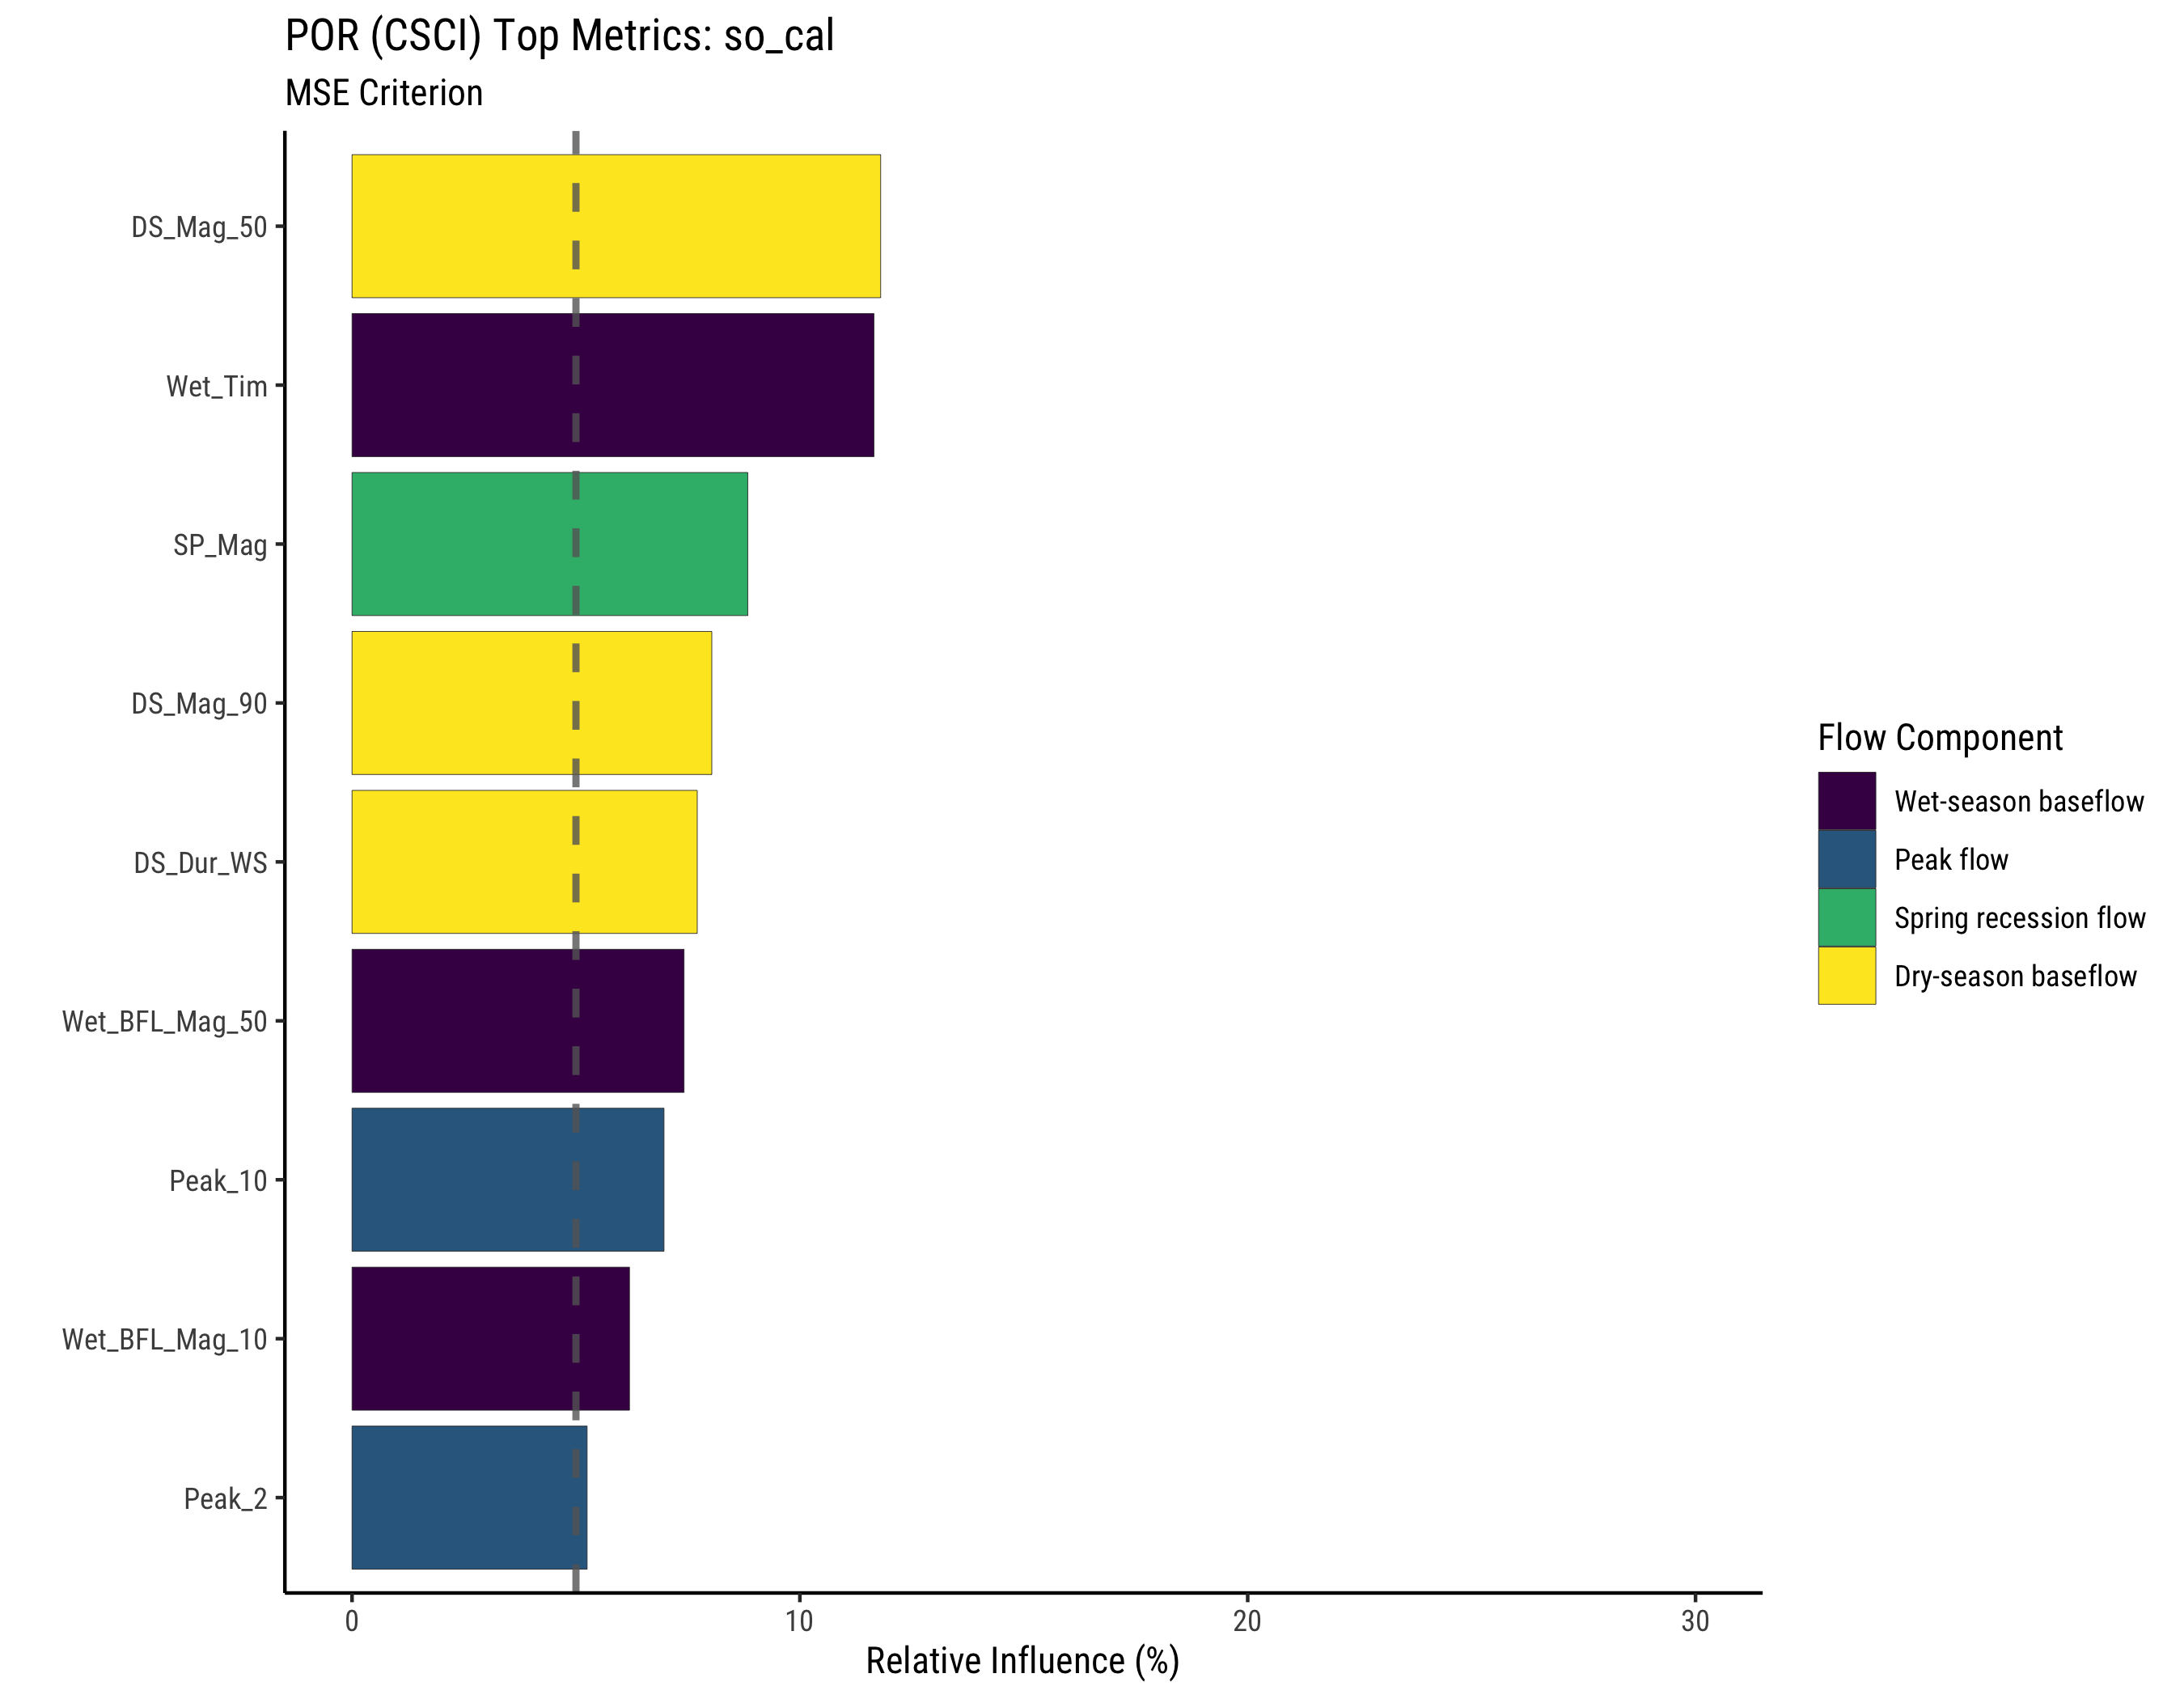 POR (CSCI) Top Metrics: so_cal
MSE Criterion
DS_Mag_50
Wet_Tim
SP_Mag
DS_Mag_90
DS_Dur_WS
Wet_BFL_Mag_50
Peak_10
Wet_BFL_Mag_10
Peak_2
0 10 20 30
Relative Influence (%)
Flow Component
Wet-season baseflow
Peak flow
Spring recession flow
Dry-season baseflow